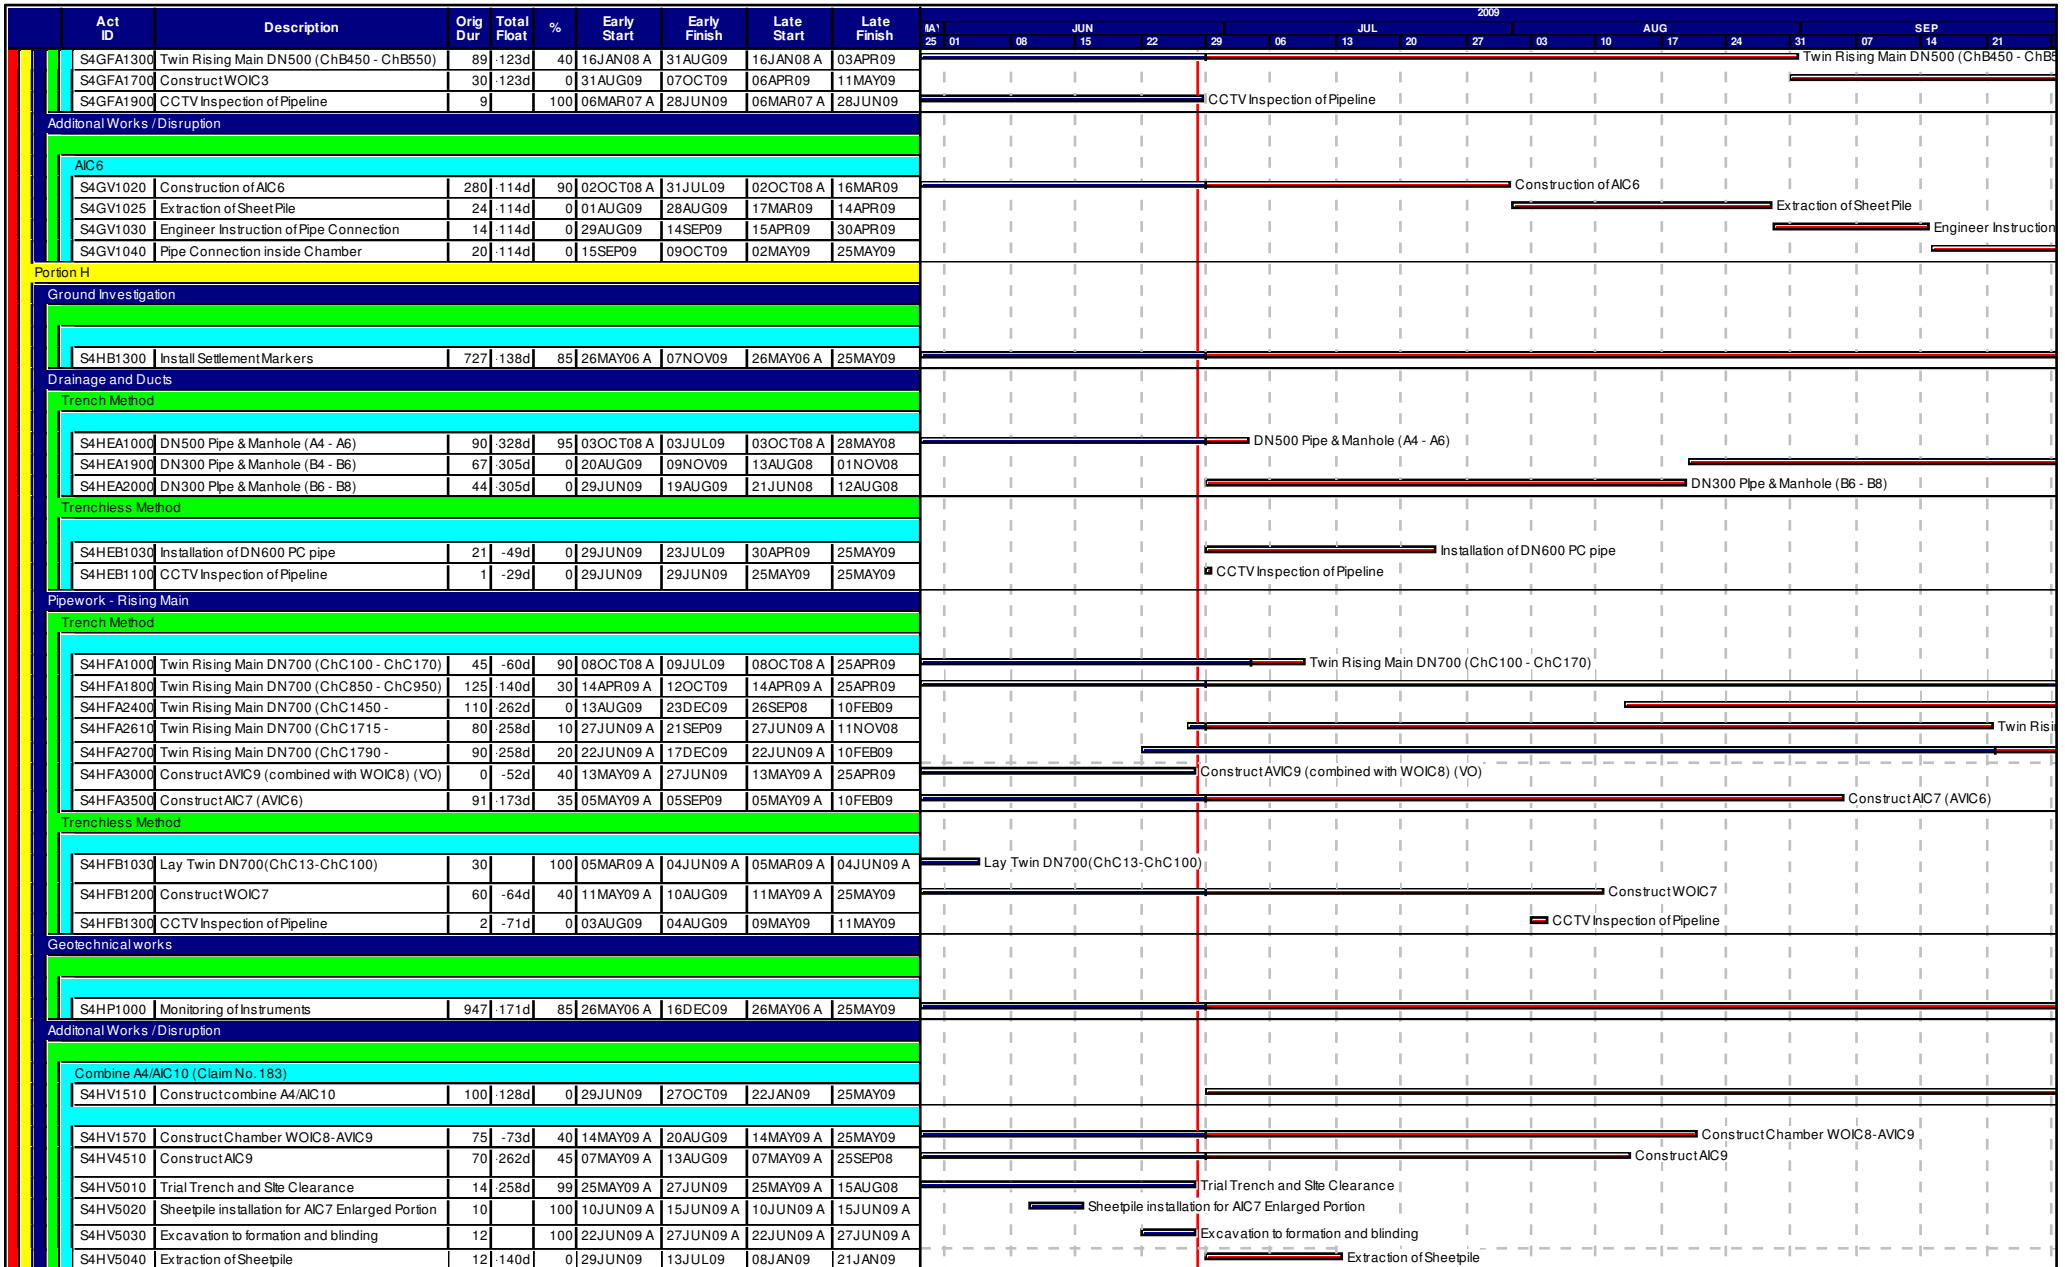 2009
Act ID Description Orig Dur Total Float % Early Start Early Finish Late Start Late Finish
JUN JUL AUG SEP
25 01 08 15 22 29 06 13 20 27 03 10 17 24 31 07 14 21
S4GFA1300 Twin Rising Main DN500 (ChB450 - ChB550) 89 -123d 40 16JAN08 A 31AUG09 16JAN08 A 03APR09 Twin Rising Main DN500 (ChB450 - ChB5
S4GFA1700 Construct WOIC3 30 -123d 0 31AUG09 07OCT09 06APR09 11MAY09
S4GFA1900 CCTV Inspection of Pipeline 9 100 06MAR07 A 28JUN09 06MAR07 A 28JUN09 CCTV Inspection of Pipeline
Additonal Works / Disruption
AIC6
S4GV1020 Construction of AIC6 280 -114d 90 02OCT08 A 31JUL09 02OCT08 A 16MAR09 Construction of AIC6
S4GV1025 Extraction of Sheet Pile 24 -114d 0 01AUG09 28AUG09 17MAR09 14APR09 Extraction of Sheet Pile
S4GV1030 Engineer Instruction of Pipe Connection 14 -114d 0 29AUG09 14SEP09 15APR09 30APR09 Engineer Instruction
S4GV1040 Pipe Connection inside Chamber 20 -114d 0 15SEP09 09OCT09 02MAY09 25MAY09
Portion H
Ground Investigation
S4HB1300 Install Settlement Markers 727 -138d 85 26MAY06 A 07NOV09 26MAY06 A 25MAY09
Drainage and Ducts
Trench Method
S4HEA1000 DN500 Pipe & Manhole (A4 - A6) 90 -328d 95 03OCT08 A 03JUL09 03OCT08 A 28MAY08 DN500 Pipe & Manhole (A4 - A6)
S4HEA1900 DN300 Pipe & Manhole (B4 - B6) 67 -305d 0 20AUG09 09NOV09 13AUG08 01NOV08
S4HEA2000 DN300 PIpe & Manhole (B6 - B8) 44 -305d 0 29JUN09 19AUG09 21JUN08 12AUG08 DN300 PIpe & Manhole (B6 - B8)
Trenchless Method
S4HEB1030 Installation of DN600 PC pipe 21 -49d 0 29JUN09 23JUL09 30APR09 25MAY09 Installation of DN600 PC pipe
S4HEB1100 CCTV Inspection of Pipeline 1 -29d 0 29JUN09 29JUN09 25MAY09 25MAY09 CCTV Inspection of Pipeline
Pipework - Rising Main
Trench Method
S4HFA1000 Twin Rising Main DN700 (ChC100 - ChC170) 45 -60d 90 08OCT08 A 09JUL09 08OCT08 A 25APR09 Twin Rising Main DN700 (ChC100 - ChC170)
S4HFA1800 Twin Rising Main DN700 (ChC850 - ChC950) 125 -140d 30 14APR09 A 12OCT09 14APR09 A 25APR09
S4HFA2400 Twin Rising Main DN700 (ChC1450 - 110 -262d 0 13AUG09 23DEC09 26SEP08 10FEB09
S4HFA2610 Twin Rising Main DN700 (ChC1715 - 80 -258d 10 27JUN09 A 21SEP09 27JUN09 A 11NOV08 Twin Risi
S4HFA2700 Twin Rising Main DN700 (ChC1790 - 90 -258d 20 22JUN09 A 17DEC09 22JUN09 A 10FEB09
S4HFA3000 Construct AVIC9 (combined with WOIC8) (VO) 0 -52d 40 13MAY09 A 27JUN09 13MAY09 A 25APR09 Construct AVIC9 (combined with WOIC8) (VO)
S4HFA3500 Construct AIC7 (AVIC6) 91 -173d 35 05MAY09 A 05SEP09 05MAY09 A 10FEB09 Construct AIC7 (AVIC6)
Trenchless Method
S4HFB1030 Lay Twin DN700(ChC13-ChC100) 30 100 05MAR09 A 04JUN09 A 05MAR09 A 04JUN09 A Lay Twin DN700(ChC13-ChC100)
S4HFB1200 Construct WOIC7 60 -64d 40 11MAY09 A 10AUG09 11MAY09 A 25MAY09 Construct WOIC7
S4HFB1300 CCTV Inspection of Pipeline 2 -71d 0 03AUG09 04AUG09 09MAY09 11MAY09 CCTV Inspection of Pipeline
Geotechnical works
S4HP1000 Monitoring of Instruments 947 -171d 85 26MAY06 A 16DEC09 26MAY06 A 25MAY09
Additonal Works / Disruption
Combine A4/AIC10 (Claim No. 183)
S4HV1510 Construct combine A4/AIC10 100 -128d 0 29JUN09 27OCT09 22JAN09 25MAY09
S4HV1570 Construct Chamber WOIC8-AVIC9 75 -73d 40 14MAY09 A 20AUG09 14MAY09 A 25MAY09 Construct Chamber WOIC8-AVIC9
S4HV4510 Construct AIC9 70 -262d 45 07MAY09 A 13AUG09 07MAY09 A 25SEP08 Construct AIC9
S4HV5010 Trial Trench and SIte Clearance 14 -258d 99 25MAY09 A 27JUN09 25MAY09 A 15AUG08 Trial Trench and SIte Clearance
S4HV5020 Sheetpile installation for AIC7 Enlarged Portion 10 100 10JUN09 A 15JUN09 A 10JUN09 A 15JUN09 A Sheetpile installation for AIC7 Enlarged Portion
S4HV5030 Excavation to formation and blinding 12 100 22JUN09 A 27JUN09 A 22JUN09 A 27JUN09 A Excavation to formation and blinding
S4HV5040 Extraction of Sheetpile 12 -140d 0 29JUN09 13JUL09 08JAN09 21JAN09 Extraction of Sheetpile